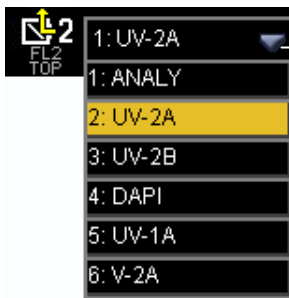 2
FL2
TOP
1: UV-2A
1: ANALY
2: UV-2A
3: UV-2B
4: DAPI
5: UV-1A
6: V-2A